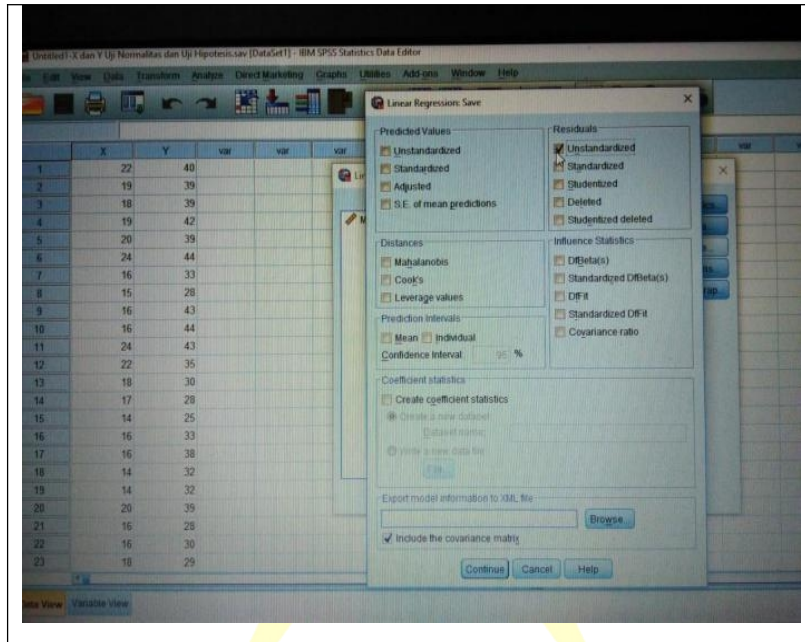 Untitled1-X dan Y Uji Normalitas dan Uji Hipotesis.sav [DataSet1] - IBM SPSS Statistics Data Editor
Edit View Data Transform Analyze Direct Marketing Graphs Utilities Add-ons Window Help
X Y var var var var
1 22 40
2 19 39
3 18 39
4 19 42
5 20 39
6 24 44
7 16 33
8 15 28
9 16 43
10 16 44
11 24 43
12 22 35
13 18 30
14 17 28
15 14 25
16 16 33
17 16 38
18 14 32
19 14 32
20 20 39
21 16 28
22 16 30
23 18 29
Data View Variable View
Linear Regression: Save
Predicted Values
Unstandardized
Standardized
Adjusted
S.E. of mean predictions
Residuals
Unstandardized
Standardized
Studentized
Deleted
Studentized deleted
Distances
Mahalanobis
Cook's
Leverage values
Influence Statistics
DfBeta(s)
Standardized DfBeta(s)
DfFit
Standardized DfFit
Covariance ratio
Prediction Intervals
Mean Individual
Confidence Interval: 95 %
Coefficient statistics
Create coefficient statistics
Create a new dataset
Dataset name:
Write a new data file
File...
Export model information to XML file
Browse...
Include the covariance matrix
Continue Cancel Help